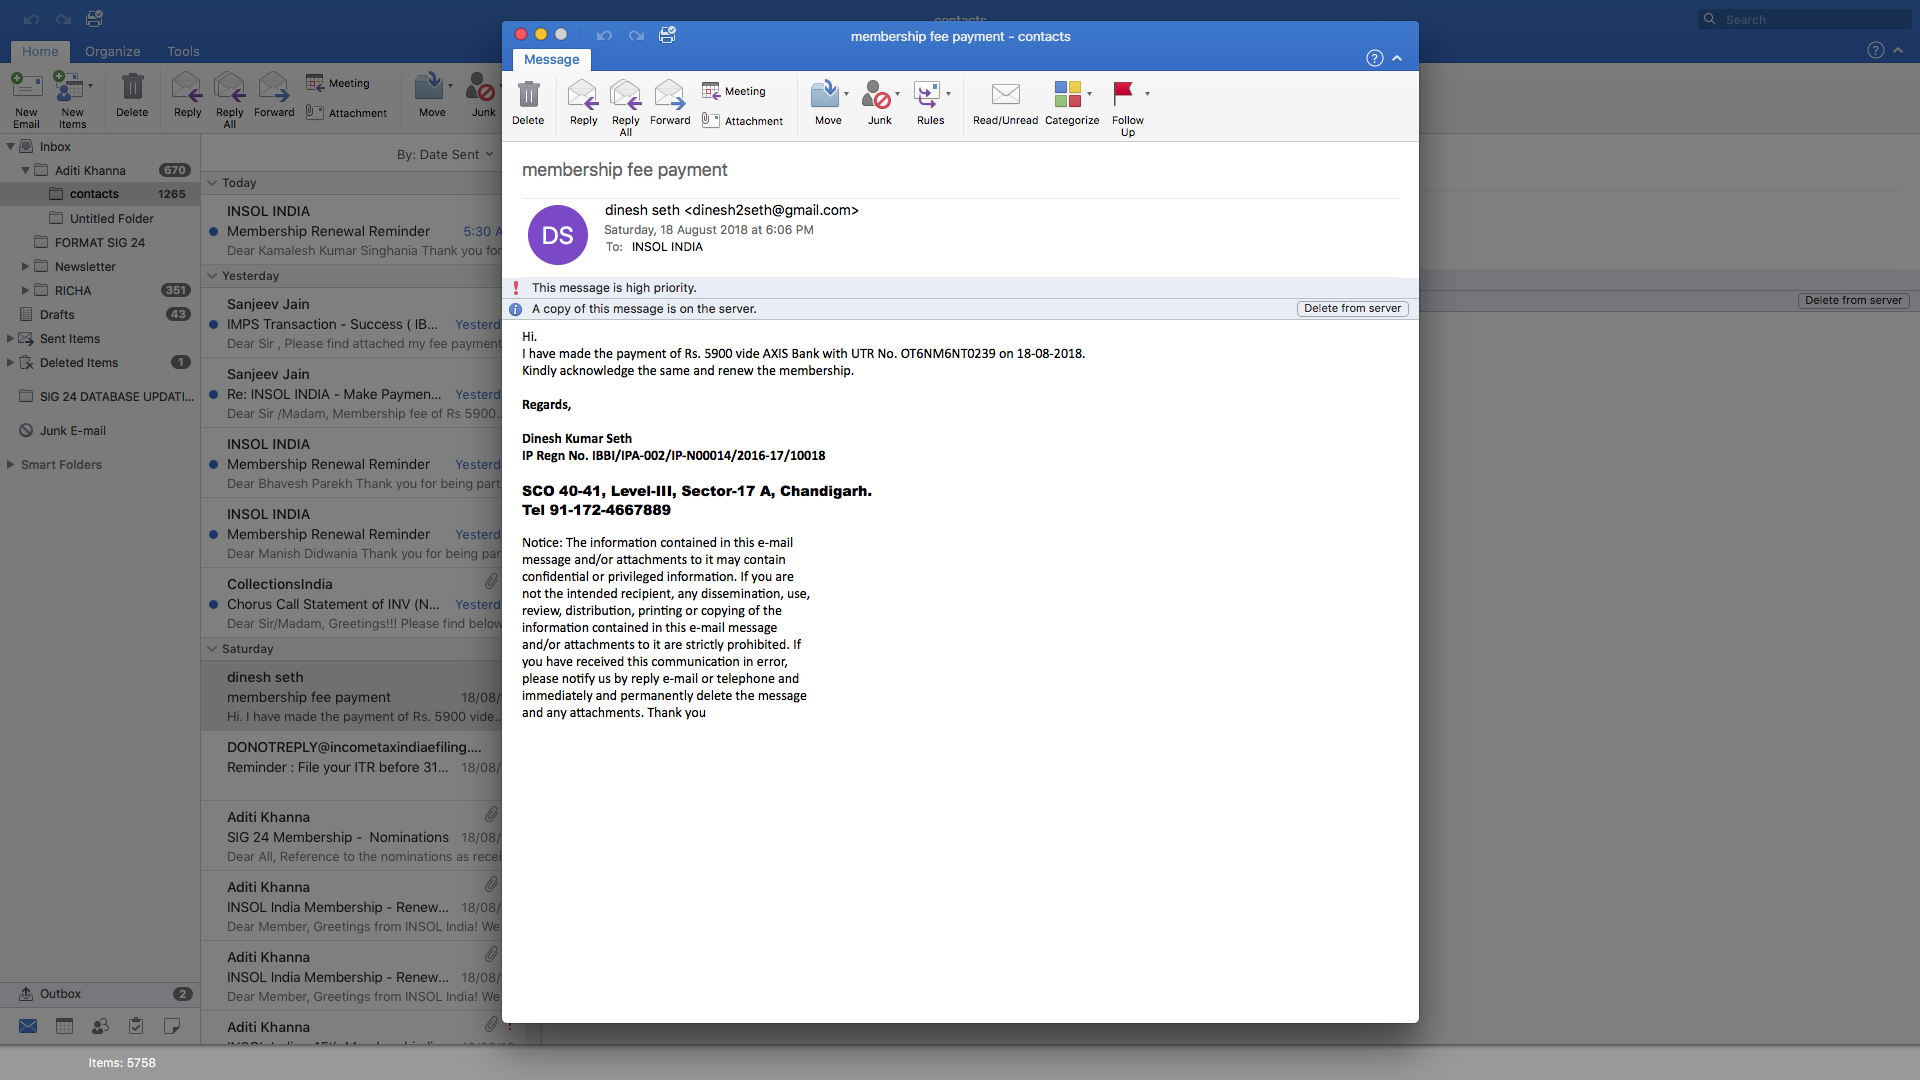 contacts
Search
Home
Organize
Tools
New Email
New Items
Delete
Reply
Reply All
Forward
Meeting
Attachment
Move
Junk
Inbox
Aditi Khanna 670
contacts 1265
Untitled Folder
FORMAT SIG 24
Newsletter
RICHA 351
Drafts 43
Sent Items
Deleted Items 1
SIG 24 DATABASE UPDATI...
Junk E-mail
Smart Folders
Outbox 2
Items: 5758
By: Date Sent
Today
INSOL INDIA
Membership Renewal Reminder 5:30 A
Dear Kamalesh Kumar Singhania Thank you for
Yesterday
Sanjeev Jain
IMPS Transaction - Success ( IB... Yesterd
Dear Sir , Please find attached my fee payment
Sanjeev Jain
Re: INSOL INDIA - Make Paymen... Yesterd
Dear Sir /Madam, Membership fee of Rs 5900...
INSOL INDIA
Membership Renewal Reminder Yesterd
Dear Bhavesh Parekh Thank you for being part
INSOL INDIA
Membership Renewal Reminder Yesterd
Dear Manish Didwania Thank you for being par
CollectionsIndia
Chorus Call Statement of INV (N... Yesterd
Dear Sir/Madam, Greetings!!! Please find below
Saturday
dinesh seth
membership fee payment 18/08/
Hi. I have made the payment of Rs. 5900 vide...
DONOTREPLY@incometaxindiaefiling....
Reminder : File your ITR before 31... 18/08/
Aditi Khanna
SIG 24 Membership - Nominations 18/08/
Dear All, Reference to the nominations as recei
Aditi Khanna
INSOL India Membership - Renew... 18/08/
Dear Member, Greetings from INSOL India! We
Aditi Khanna
INSOL India Membership - Renew... 18/08/
Dear Member, Greetings from INSOL India! We
Aditi Khanna
membership fee payment - contacts
Message
Delete
Reply
Reply All
Forward
Meeting
Attachment
Move
Junk
Rules
Read/Unread
Categorize
Follow Up
membership fee payment
DS
dinesh seth <dinesh2seth@gmail.com>
Saturday, 18 August 2018 at 6:06 PM
To: INSOL INDIA
This message is high priority.
A copy of this message is on the server. Delete from server
Hi.
I have made the payment of Rs. 5900 vide AXIS Bank with UTR No. OT6NM6NT0239 on 18-08-2018.
Kindly acknowledge the same and renew the membership.
Regards,
Dinesh Kumar Seth
IP Regn No. IBBI/IPA-002/IP-N00014/2016-17/10018
SCO 40-41, Level-III, Sector-17 A, Chandigarh.
Tel 91-172-4667889
Notice: The information contained in this e-mail
message and/or attachments to it may contain
confidential or privileged information. If you are
not the intended recipient, any dissemination, use,
review, distribution, printing or copying of the
information contained in this e-mail message
and/or attachments to it are strictly prohibited. If
you have received this communication in error,
please notify us by reply e-mail or telephone and
immediately and permanently delete the message
and any attachments. Thank you
Delete from server